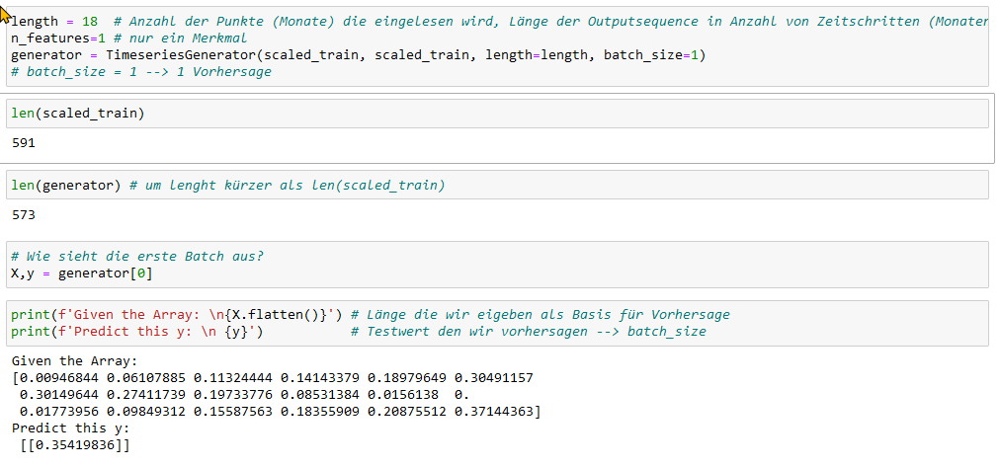 length = 18  # Anzahl der Punkte (Monate) die eingelesen wird, Länge der Outputsequence in Anzahl von Zeitschritten (Monaten
n_features=1 # nur ein Merkmal
generator = TimeseriesGenerator(scaled_train, scaled_train, length=length, batch_size=1)
# batch_size = 1 --> 1 Vorhersage
len(scaled_train)
591
len(generator) # um lenght kürzer als len(scaled_train)
573
# Wie sieht die erste Batch aus?
X,y = generator[0]
print(f'Given the Array: \n{X.flatten()}') # Länge die wir eigeben als Basis für Vorhersage
print(f'Predict this y: \n {y}')           # Testwert den wir vorhersagen --> batch_size
Given the Array:
[0.00946844 0.06107885 0.11324444 0.14143379 0.18979649 0.30491157
 0.30149644 0.27411739 0.19733776 0.08531384 0.0156138  0.
 0.01773956 0.09849312 0.15587563 0.18355909 0.20875512 0.37144363]
Predict this y:
 [[0.35419836]]